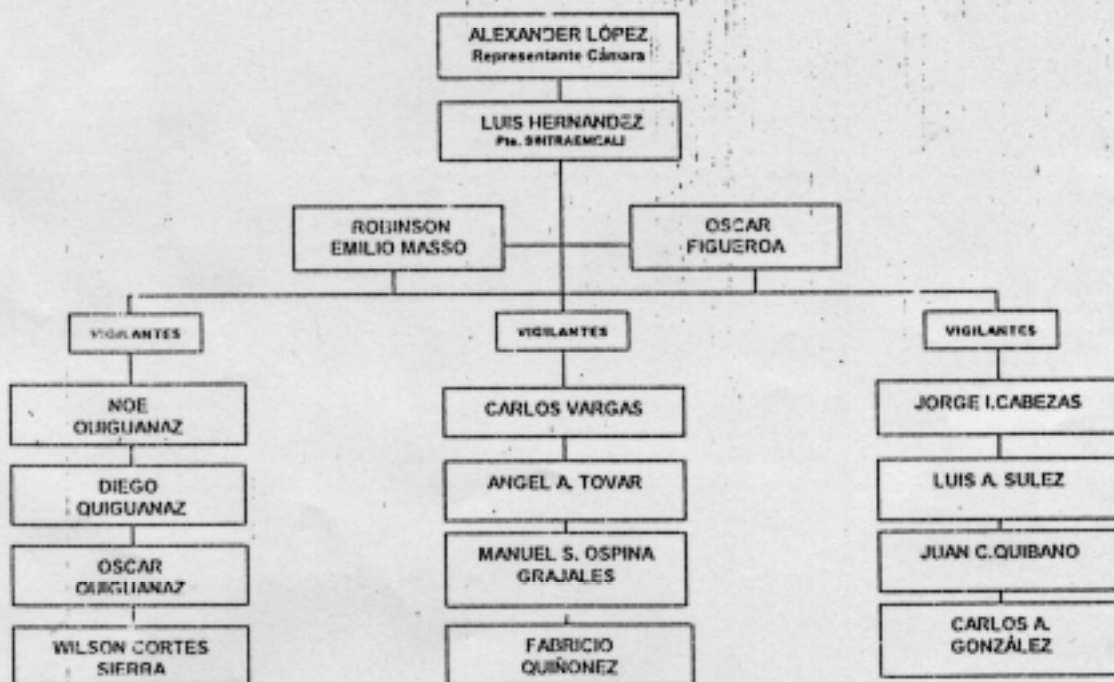 ALEXANDER LÓPEZ
Representante Cámara
LUIS HERNANDEZ
Pte. SINTRAEMCALI
ROBINSON
EMILIO MASSO
OSCAR
FIGUEROA
VIGILANTES
VIGILANTES
VIGILANTES
NOE
QUIGUANAZ
DIEGO
QUIGUANAZ
OSCAR
QUIGUANAZ
WILSON CORTES
SIERRA
CARLOS VARGAS
ANGEL A. TOVAR
MANUEL S. OSPINA
GRAJALES
FABRICIO
QUIÑONEZ
JORGE I.CABEZAS
LUIS A. SULEZ
JUAN C.QUIBANO
CARLOS A.
GONZÁLEZ